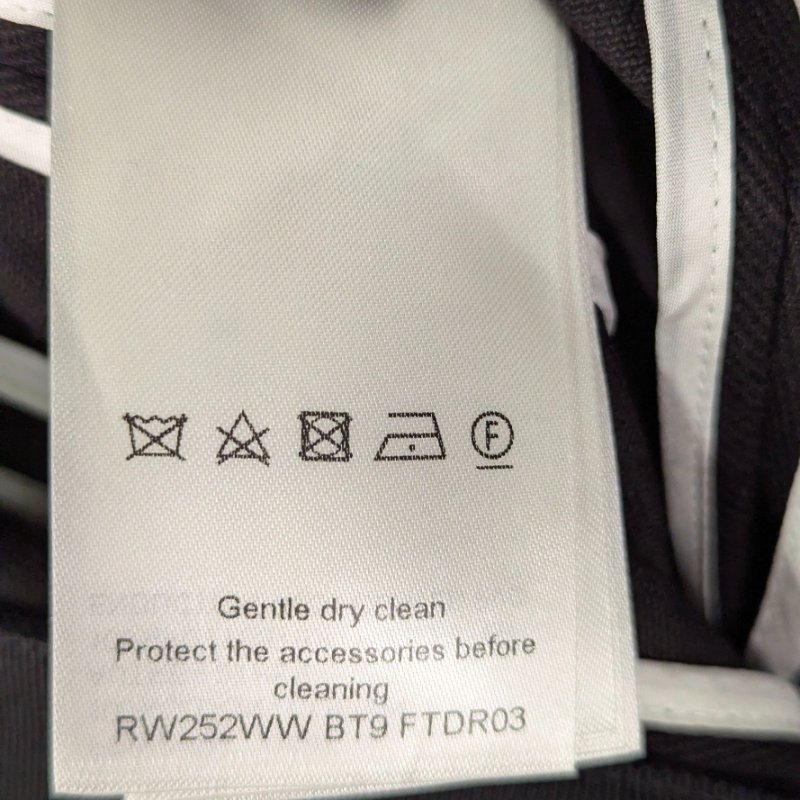 F
Gentle dry clean
Protect the accessories before
cleaning
RW252WW BT9 FTDR03